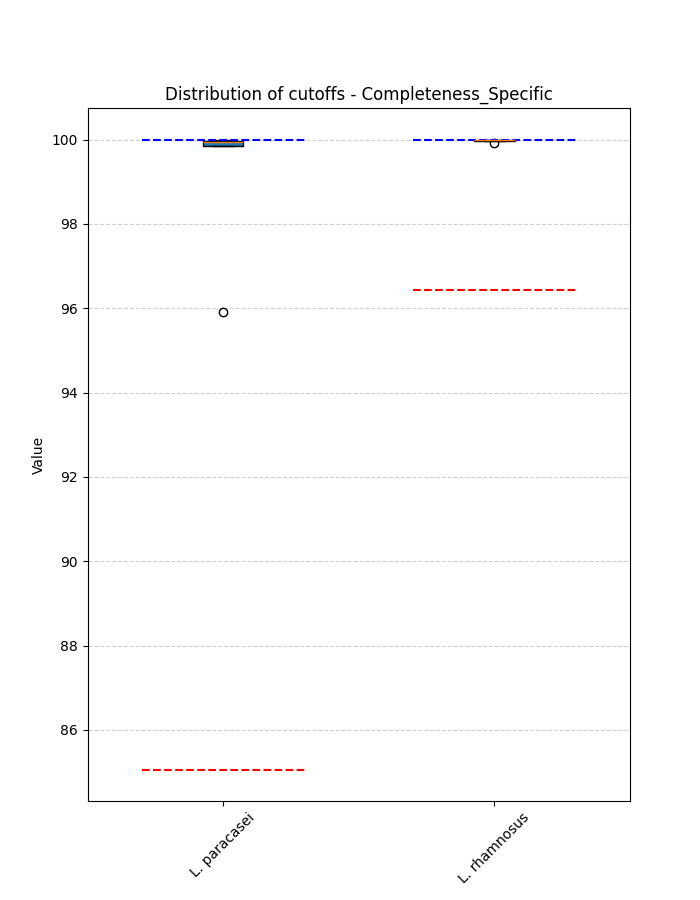 Distribution of cutoffs - Completeness_Specific
100
98
96
94
92
90
88
86
Value
L. paracasei
L. rhamnosus